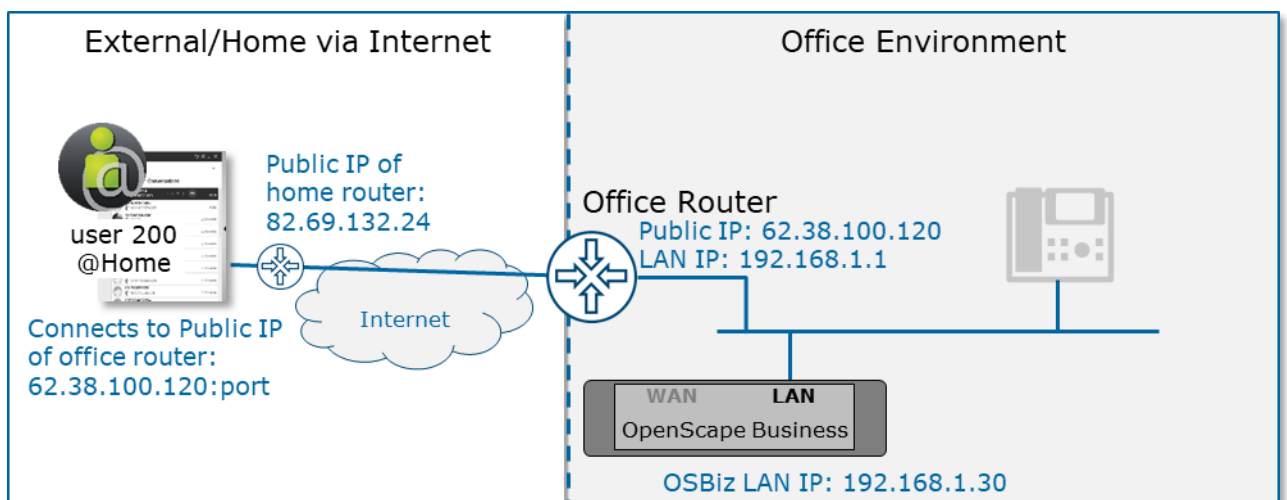 External/Home via Internet
Office Environment
Public IP of
home router:
82.69.132.24
user 200
@Home
Connects to Public IP
of office router:
62.38.100.120:port
Internet
Office Router
Public IP: 62.38.100.120
LAN IP: 192.168.1.1
WAN LAN
OpenScape Business
OSBiz LAN IP: 192.168.1.30
@